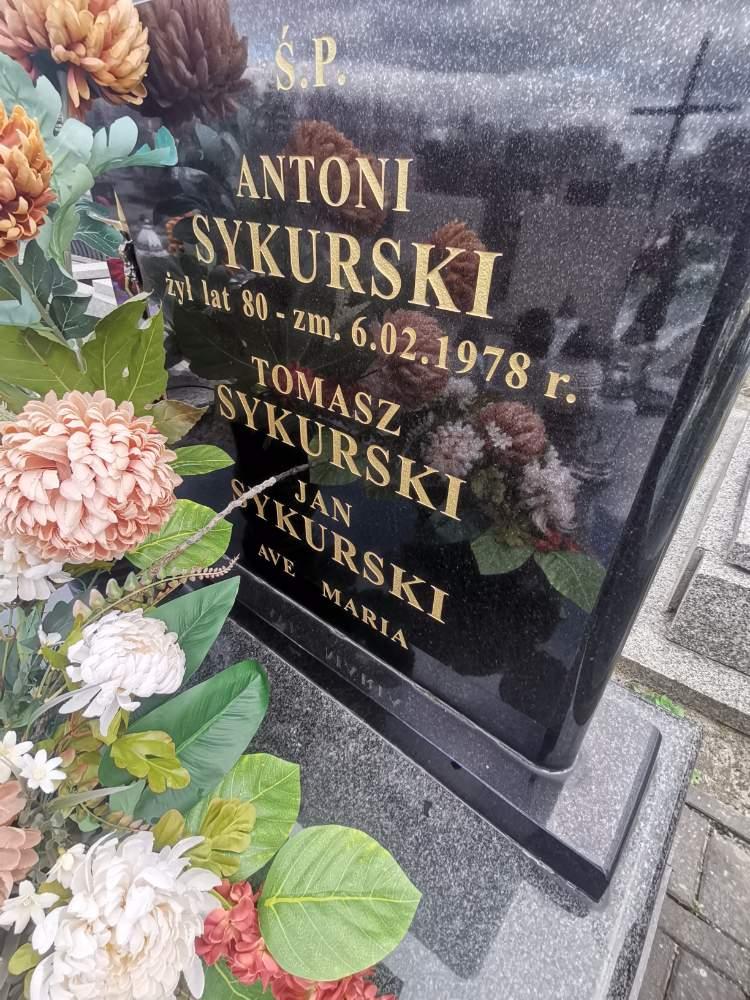 Ś.P.
ANTONI
SYKURSKI
żył lat 80 - zm. 6.02.1978 r.
TOMASZ
SYKURSKI
JAN
SYKURSKI
AVE MARIA